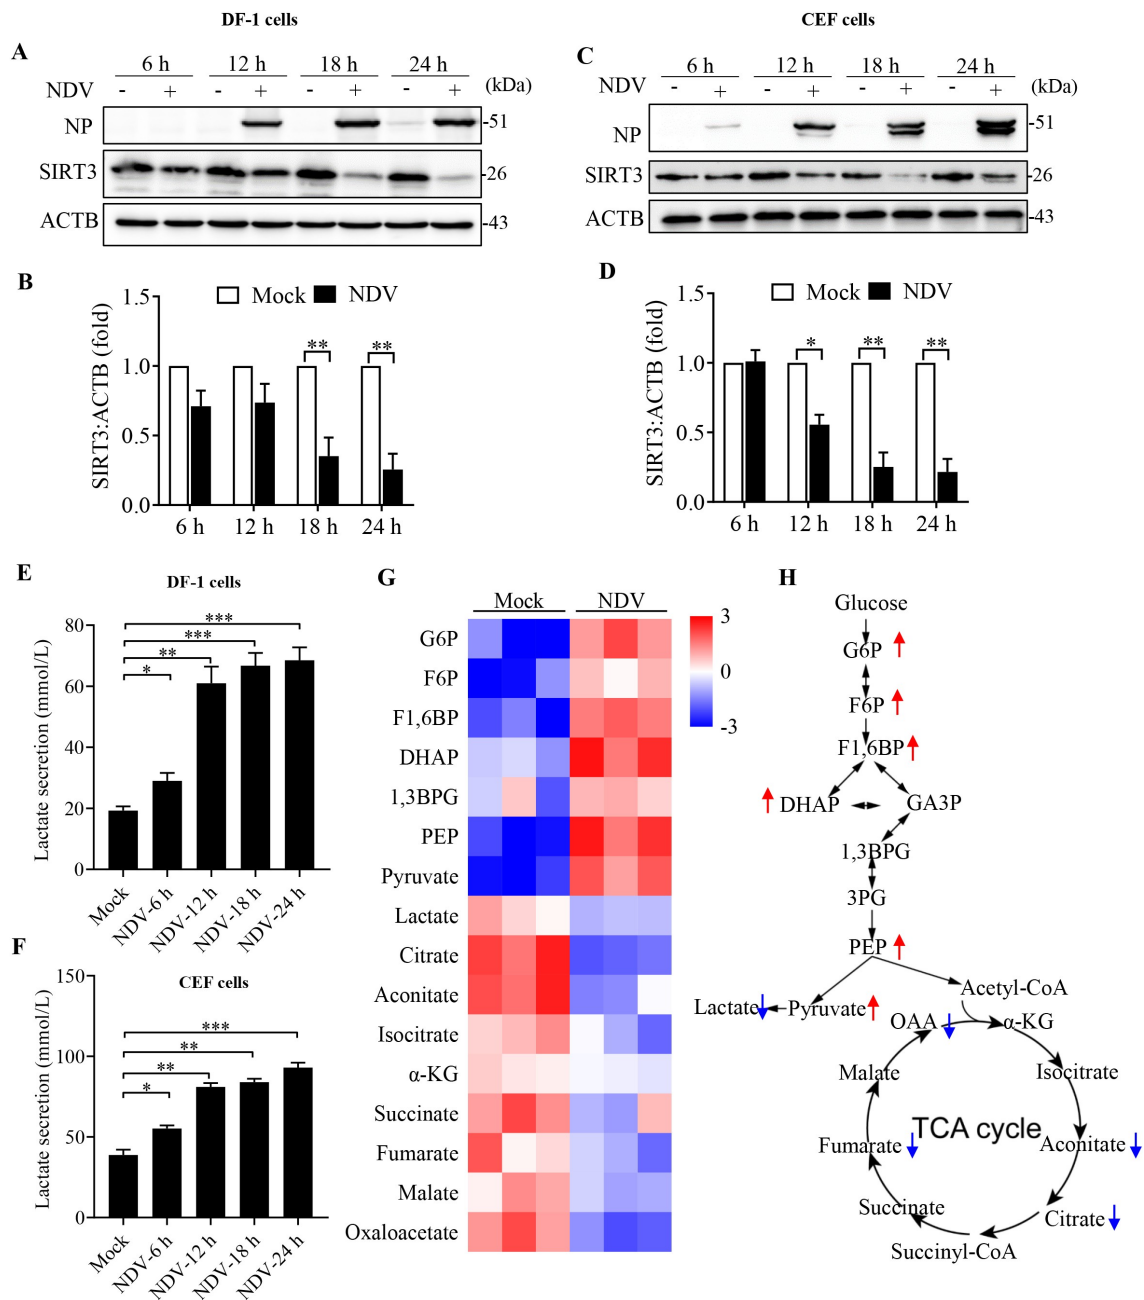 DF-1 cells
A
6 h 12 h 18 h 24 h
(kDa)
NDV - + - + - + - +
NP -51
SIRT3 -26
ACTB -43
CEF cells
C
6 h 12 h 18 h 24 h
NDV - + - + - + - + (kDa)
NP -51
SIRT3 -26
ACTB -43
B
Mock NDV
SIRT3:ACTB (fold)
1.5
1.0
0.5
0.0
** **
6 h 12 h 18 h 24 h
D
Mock NDV
SIRT3:ACTB (fold)
1.5
1.0
0.5
0.0
* ** **
6 h 12 h 18 h 24 h
E
DF-1 cells
Lactate secretion (mmol/L)
80
60
40
20
0
***
***
**
*
Mock
NDV-6 h
NDV-12 h
NDV-18 h
NDV-24 h
F
CEF cells
Lactate secretion (mmol/L)
150
100
50
0
***
**
**
*
Mock
NDV-6 h
NDV-12 h
NDV-18 h
NDV-24 h
G
Mock NDV
G6P
F6P
F1,6BP
DHAP
1,3BPG
PEP
Pyruvate
Lactate
Citrate
Aconitate
Isocitrate
α-KG
Succinate
Fumarate
Malate
Oxaloacetate
3
0
-3
H
Glucose
G6P
F6P
F1,6BP
DHAP GA3P
1,3BPG
3PG
PEP
Acetyl-CoA
Lactate Pyruvate
OAA α-KG
Malate Isocitrate
TCA cycle
Fumarate Aconitate
Succinate Citrate
Succinyl-CoA